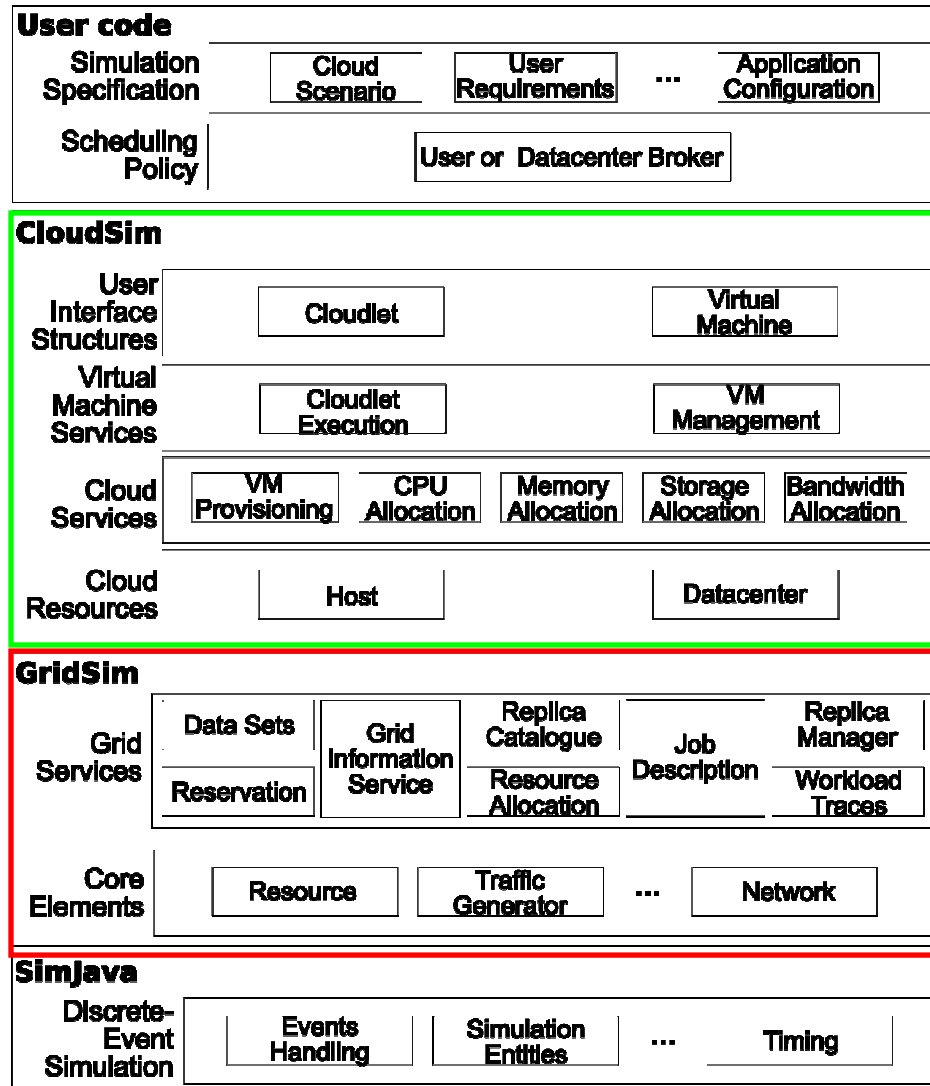 User code
Simulation
Specification
Cloud
Scenario
User
Requirements
...
Application
Configuration
Scheduling
Policy
User or Datacenter Broker
CloudSim
User
Interface
Structures
Cloudlet
Virtual
Machine
Virtual
Machine
Services
Cloudlet
Execution
VM
Management
Cloud
Services
VM
Provisioning
CPU
Allocation
Memory
Allocation
Storage
Allocation
Bandwidth
Allocation
Cloud
Resources
Host
Datacenter
GridSim
Grid
Services
Data Sets
Reservation
Grid
Information
Service
Replica
Catalogue
Resource
Allocation
Job
Description
Replica
Manager
Workload
Traces
Core
Elements
Resource
Traffic
Generator
...
Network
SimJava
Discrete-
Event
Simulation
Events
Handling
Simulation
Entities
...
Timing